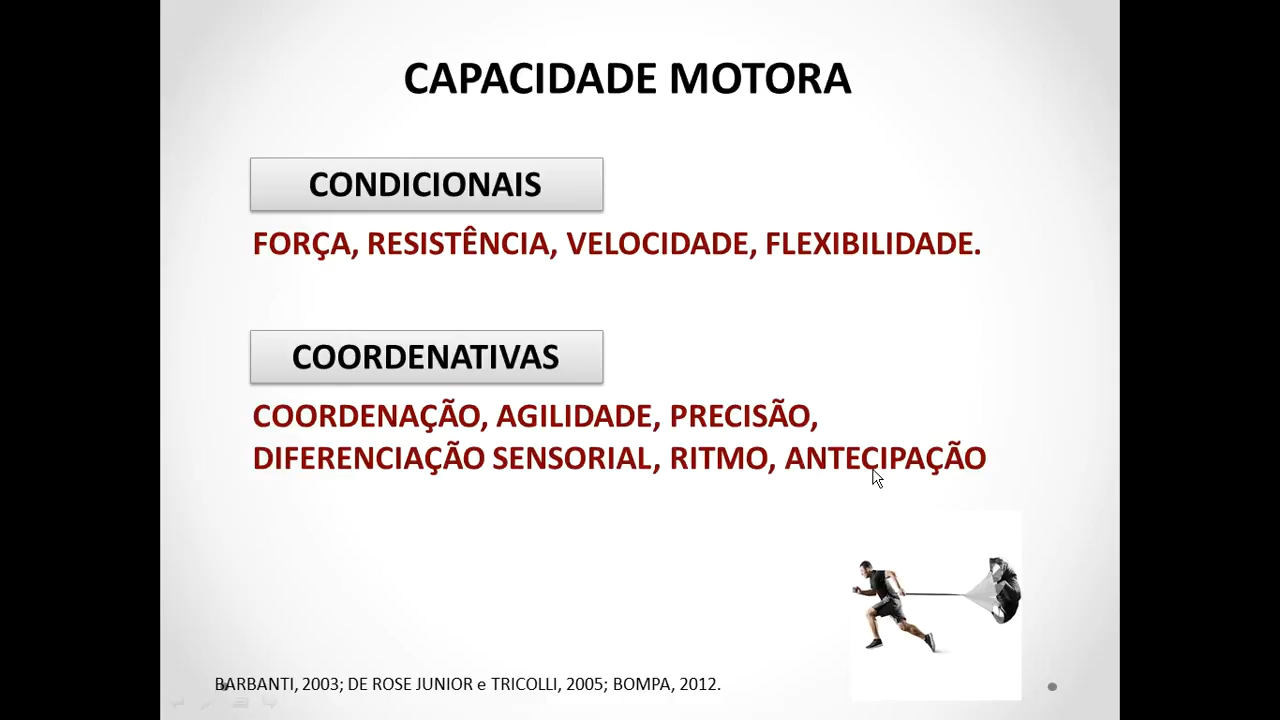 CAPACIDADE MOTORA
CONDICIONAIS
FORÇA, RESISTÊNCIA, VELOCIDADE, FLEXIBILIDADE.
COORDENATIVAS
COORDENAÇÃO, AGILIDADE, PRECISÃO,
DIFERENCIAÇÃO SENSORIAL, RITMO, ANTECIPAÇÃO
BARBANTI, 2003; DE ROSE JUNIOR e TRICOLLI, 2005; BOMPA, 2012.